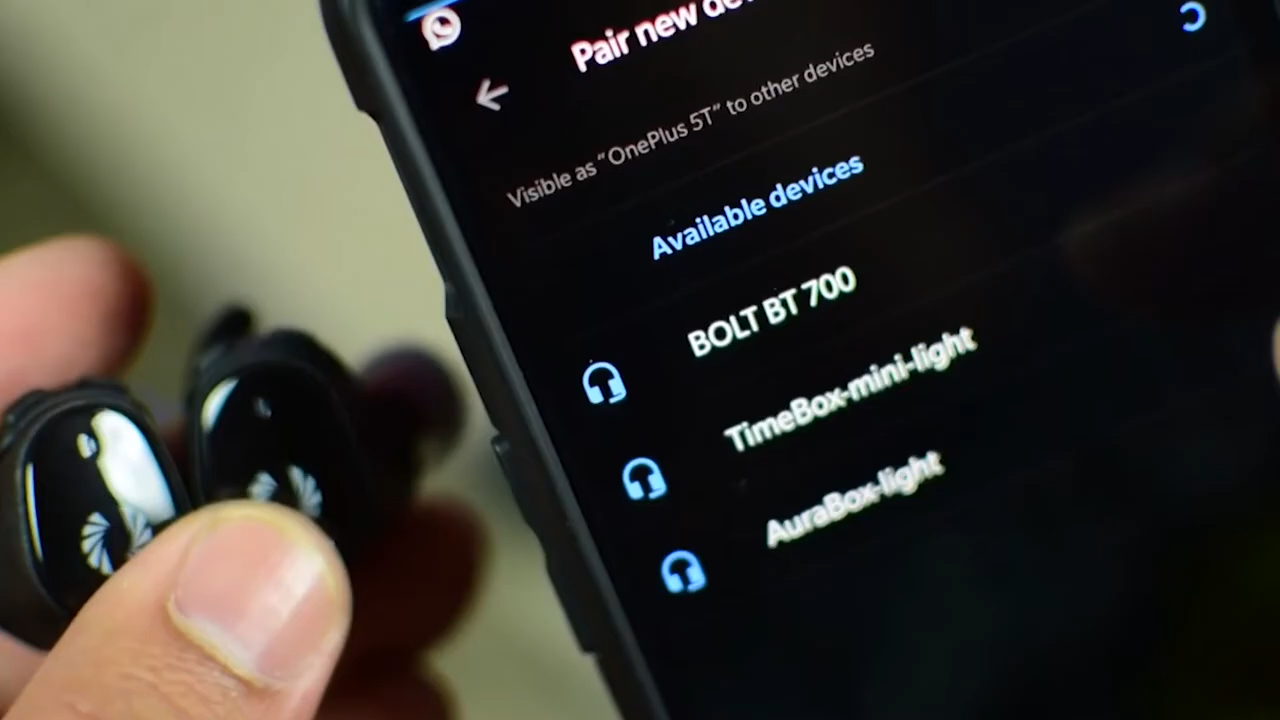 Pair new de
Visible as "OnePlus 5T" to other devices
Available devices
BOLT BT 700
TimeBox-mini-light
AuraBox-light